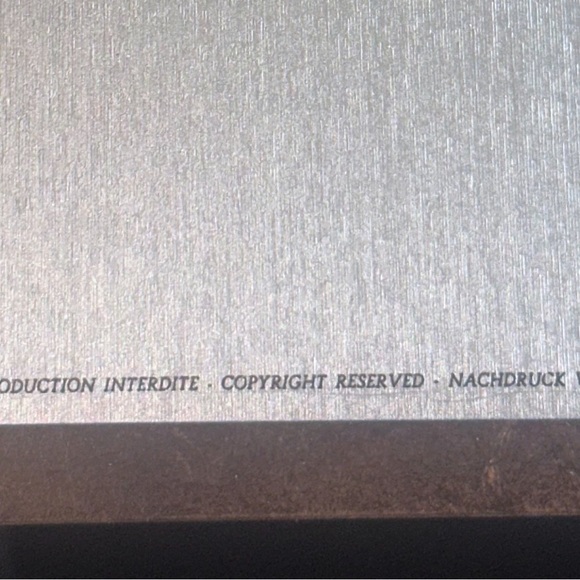 ODUCTION INTERDITE · COPYRIGHT RESERVED · NACHDRUCK V